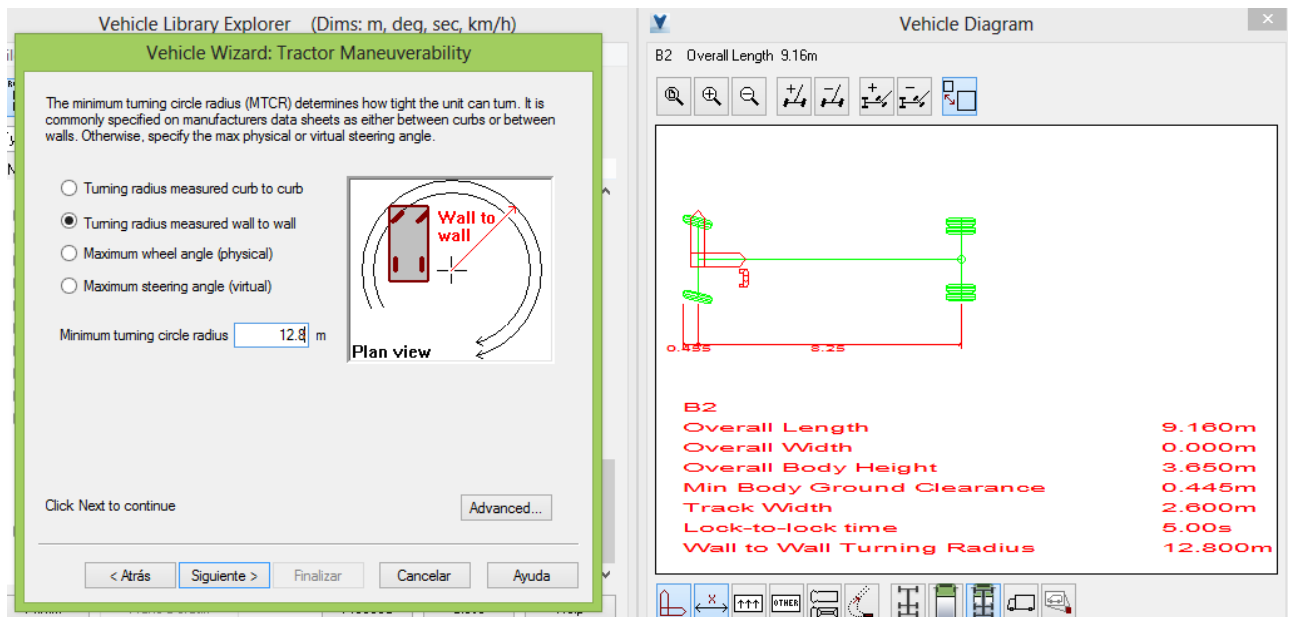 Vehicle Library Explorer (Dims: m, deg, sec, km/h)
Vehicle Wizard: Tractor Maneuverability
The minimum turning circle radius (MTCR) determines how tight the unit can turn. It is
commonly specified on manufacturers data sheets as either between curbs or between
walls. Otherwise, specify the max physical or virtual steering angle.
Turning radius measured curb to curb
Turning radius measured wall to wall
Maximum wheel angle (physical)
Maximum steering angle (virtual)
Minimum turning circle radius 12.8 m
Wall to
wall
Plan view
Click Next to continue
Advanced...
< Atrás
Siguiente >
Finalizar
Cancelar
Ayuda
Vehicle Diagram
B2 Overall Length 9.16m
0.455
B2
Overall Length 9.160m
Overall Width 0.000m
Overall Body Height 3.650m
Min Body Ground Clearance 0.445m
Track Width 2.600m
Lock-to-lock time 5.00s
Wall to Wall Turning Radius 12.800m
OTHER